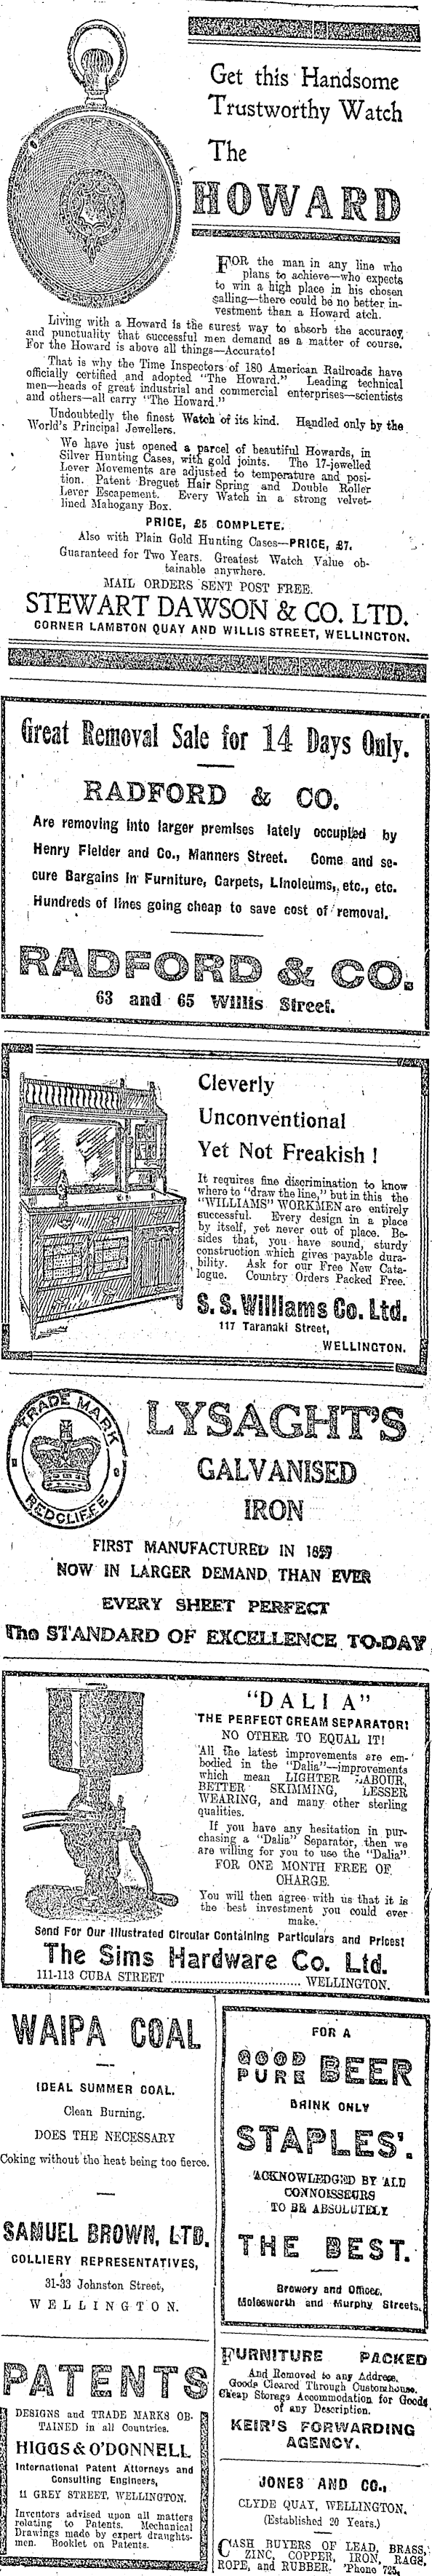 Get this Handsome
Trustworthy Watch
The
HOWARD
FOR the man in any line who
plans to achieve—who expects
to win a high place in his chosen
calling—there could be no better in-
vestment than a Howard atch.
Living with a Howard is the surest way to absorb the accuracy,
and punctuality that successful men demand as a matter of course.
For the Howard is above all things—Accurate!
That is why the Time Inspectors of 180 American Railroads have
officially certified and adopted "The Howard." Leading technical
men—heads of great industrial and commercial enterprises—scientists
and others—all carry "The Howard."
Undoubtedly the finest Watch of its kind. Handled only by the
World's Principal Jewellers.
We have just opened a parcel of beautiful Howards, in
Silver Hunting Cases, with gold joints. The 17-jewelled
Lever Movements are adjusted to temperature and posi-
tion. Patent Breguet Hair Spring and Double Roller
Lever Escapement. Every Watch in a strong velvet-
lined Mahogany Box.
PRICE, £5 COMPLETE.
Also with Plain Gold Hunting Cases—PRICE, £7.
Guaranteed for Two Years. Greatest Watch Value ob-
tainable anywhere.
MAIL ORDERS SENT POST FREE.
STEWART DAWSON & CO. LTD.
CORNER LAMBTON QUAY AND WILLIS STREET, WELLINGTON.
Great Removal Sale for 14 Days Only.
RADFORD & CO.
Are removing into larger premises lately occupied by
Henry Fielder and Co., Manners Street. Come and se-
cure Bargains in Furniture, Carpets, Linoleums, etc., etc.
Hundreds of lines going cheap to save cost of removal.
RADFORD & CO.
63 and 65 Willis Street.
Cleverly
Unconventional
Yet Not Freakish!
It requires fine discrimination to know
where to "draw the line," but in this the
"WILLIAMS" WORKMEN are entirely
successful. Every design in a place
by itself, yet never out of place. Be-
sides that, you have sound, sturdy
construction which gives payable dura-
bility. Ask for our Free New Cata-
logue. Country Orders Packed Free.
S. S. Williams Co. Ltd.
117 Taranaki Street,
WELLINGTON.
TRADE MARK
REDCLIFFE
LYSAGHT'S
GALVANISED
IRON
FIRST MANUFACTURED IN 1857
NOW IN LARGER DEMAND THAN EVER
EVERY SHEET PERFECT
The STANDARD OF EXCELLENCE TO-DAY
"DALIA"
THE PERFECT CREAM SEPARATOR!
NO OTHER TO EQUAL IT!
All the latest improvements are em-
bodied in the "Dalia"—improvements
which mean LIGHTER LABOUR,
BETTER SKIMMING, LESSER
WEARING, and many other sterling
qualities.
If you have any hesitation in pur-
chasing a "Dalia" Separator, then we
are willing for you to use the "Dalia"
FOR ONE MONTH FREE OF
CHARGE.
You will then agree with us that it is
the best investment you could ever
make.
Send For Our Illustrated Circular Containing Particulars and Prices!
The Sims Hardware Co. Ltd.
111-113 CUBA STREET .................. WELLINGTON.
WAIPA COAL
IDEAL SUMMER COAL.
Clean Burning.
DOES THE NECESSARY
Coking without the heat being too fierce.
SAMUEL BROWN, LTD.
COLLIERY REPRESENTATIVES,
31-33 Johnston Street,
WELLINGTON.
FOR A
GOOD
PURE BEER
DRINK ONLY
STAPLES'.
ACKNOWLEDGED BY ALL
CONNOISSEURS
TO BE ABSOLUTELY
THE BEST.
Brewery and Offices,
Molesworth and Murphy Streets.
PATENTS
DESIGNS and TRADE MARKS OB-
TAINED in all Countries.
HIGGS & O'DONNELL
International Patent Attorneys and
Consulting Engineers,
11 GREY STREET, WELLINGTON.
Inventors advised upon all matters
relating to Patents. Mechanical
Drawings made by expert draughts-
men. Booklet on Patents.
FURNITURE PACKED
And Removed to any Address.
Goods Cleared Through Customhouse.
Cheap Storage Accommodation for Goods
of any Description.
KEIR'S FORWARDING
AGENCY.
JONES AND CO.,
CLYDE QUAY, WELLINGTON.
(Established 20 Years.)
CASH BUYERS OF LEAD, BRASS,
ZINC, COPPER, IRON, RAGS,
ROPE, and RUBBER. 'Phone 725.